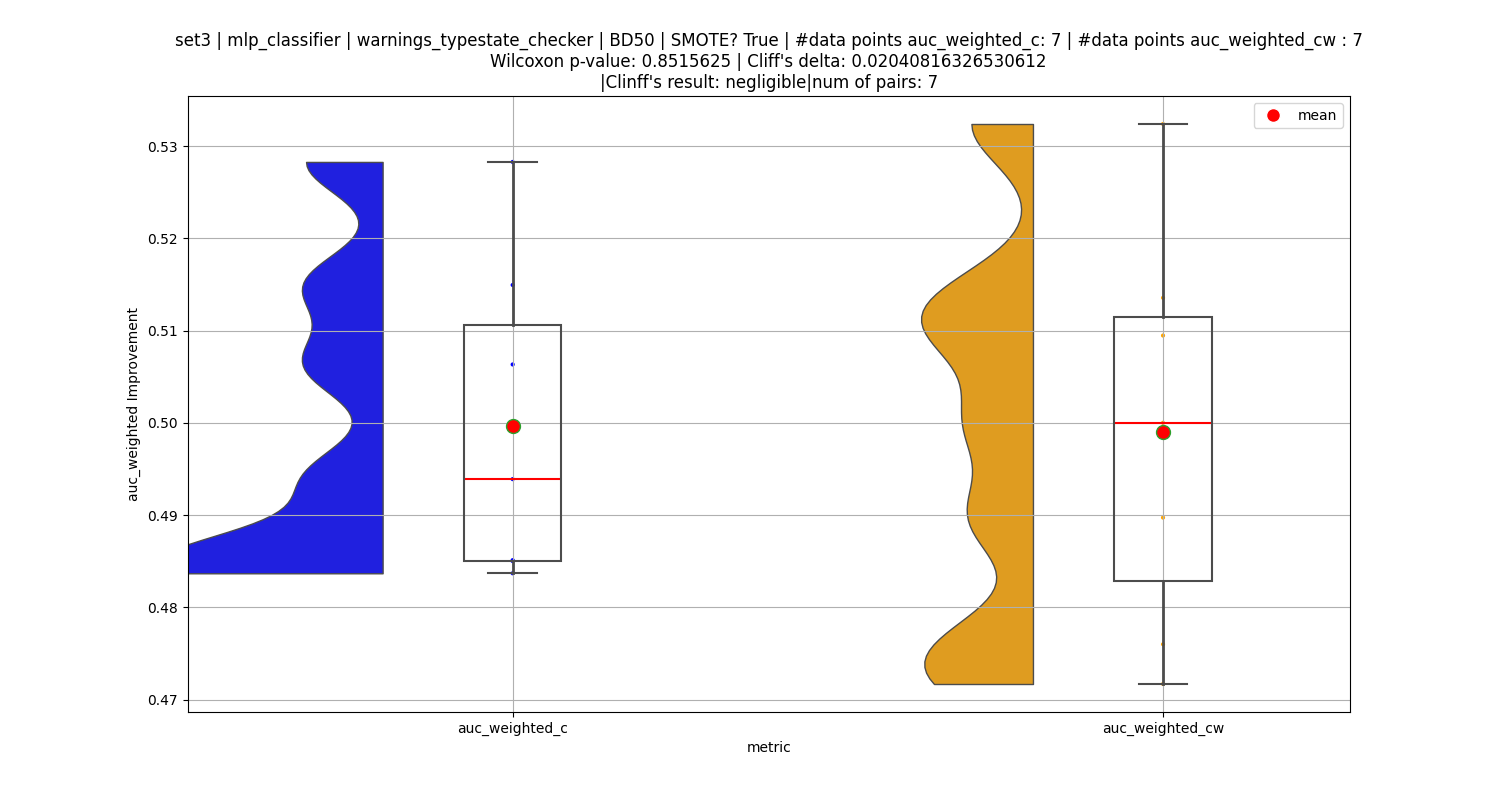 set3 | mlp_classifier | warnings_typestate_checker | BD50 | SMOTE? True | #data points auc_weighted_c: 7 | #data points auc_weighted_cw : 7
Wilcoxon p-value: 0.8515625 | Cliff's delta: 0.02040816326530612
|Clinff's result: negligible|num of pairs: 7
mean
0.53
0.52
0.51
0.50
0.49
0.48
0.47
auc_weighted Improvement
auc_weighted_c
auc_weighted_cw
metric